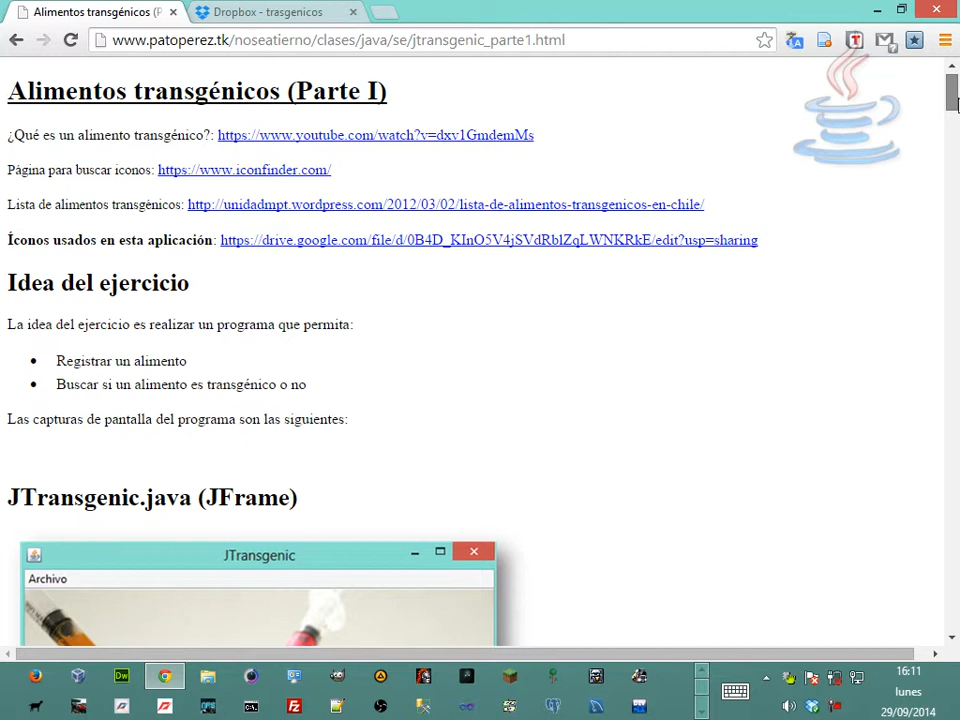 Alimentos transgénicos (P
Dropbox - trasgenicos
www.patoperez.tk/noseatierno/clases/java/se/jtransgenic_parte1.html
Alimentos transgénicos (Parte I)
¿Qué es un alimento transgénico?: https://www.youtube.com/watch?v=dxv1GmdemMs
Página para buscar iconos: https://www.iconfinder.com/
Lista de alimentos transgénicos: http://unidadmpt.wordpress.com/2012/03/02/lista-de-alimentos-transgenicos-en-chile/
Íconos usados en esta aplicación: https://drive.google.com/file/d/0B4D_KInO5V4jSVdRblZqLWNKRkE/edit?usp=sharing
Idea del ejercicio
La idea del ejercicio es realizar un programa que permita:
• Registrar un alimento
• Buscar si un alimento es transgénico o no
Las capturas de pantalla del programa son las siguientes:
JTransgenic.java (JFrame)
JTransgenic
Archivo
16:11
lunes
29/09/2014